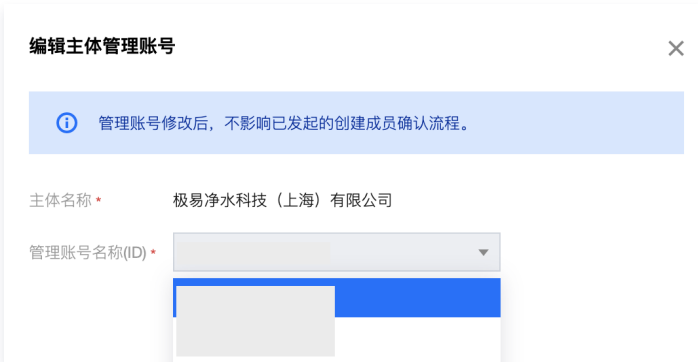 编辑主体管理账号
管理账号修改后，不影响已发起的创建成员确认流程。
主体名称 * 极易净水科技（上海）有限公司
管理账号名称(ID) *